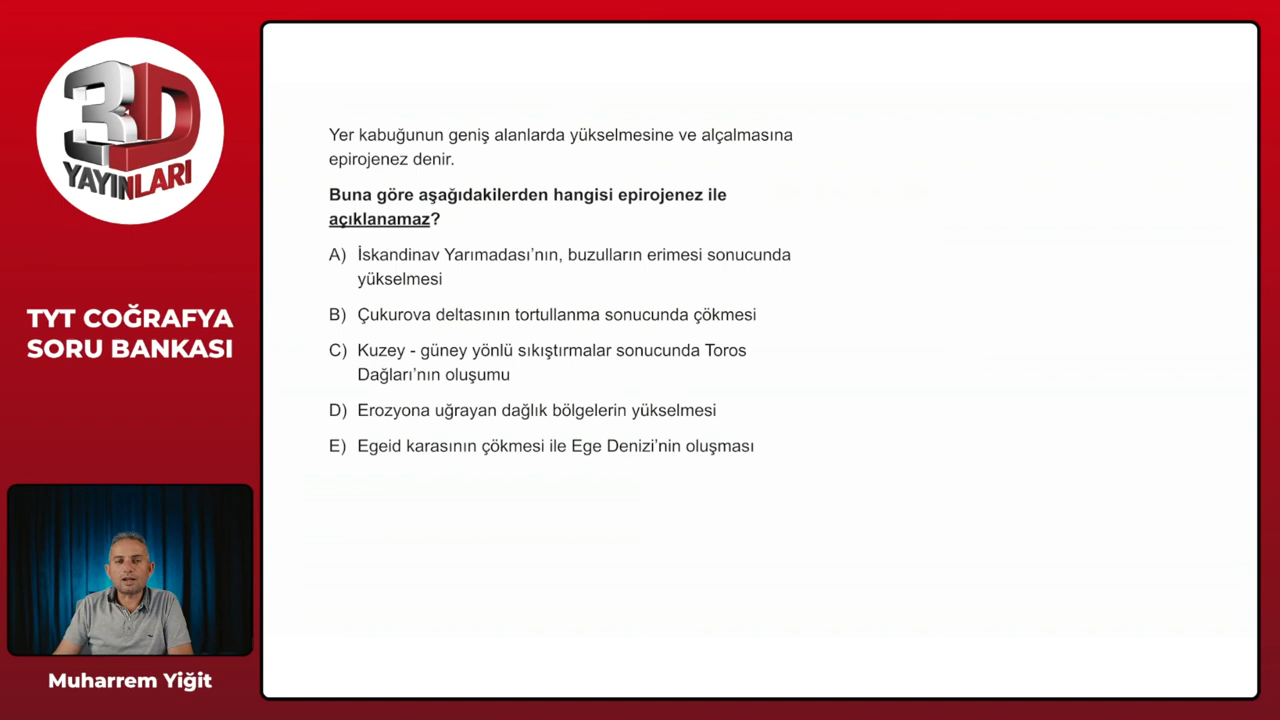 3D
YAYINLARI
TYT COĞRAFYA
SORU BANKASI
Muharrem Yiğit
Yer kabuğunun geniş alanlarda yükselmesine ve alçalmasına
epirojenez denir.
Buna göre aşağıdakilerden hangisi epirojenez ile
açıklanamaz?
A) İskandinav Yarımadası’nın, buzulların erimesi sonucunda
yükselmesi
B) Çukurova deltasının tortullanma sonucunda çökmesi
C) Kuzey - güney yönlü sıkıştırmalar sonucunda Toros
Dağları’nın oluşumu
D) Erozyona uğrayan dağlık bölgelerin yükselmesi
E) Egeid karasının çökmesi ile Ege Denizi’nin oluşması